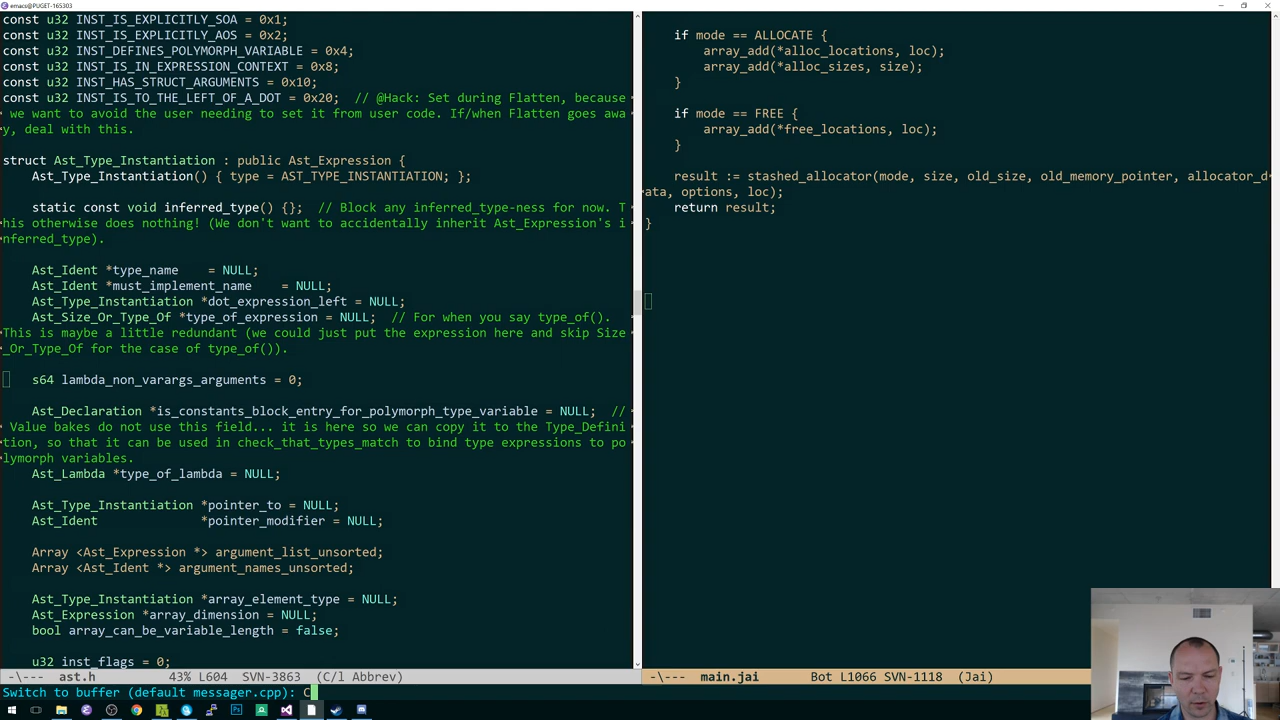 emacs@PUGET-165303
const u32 INST_IS_EXPLICITLY_SOA = 0x1;
const u32 INST_IS_EXPLICITLY_AOS = 0x2;
const u32 INST_DEFINES_POLYMORPH_VARIABLE = 0x4;
const u32 INST_IS_IN_EXPRESSION_CONTEXT = 0x8;
const u32 INST_HAS_STRUCT_ARGUMENTS = 0x10;
const u32 INST_IS_TO_THE_LEFT_OF_A_DOT = 0x20;  // @Hack: Set during Flatten, because
 we want to avoid the user needing to set it from user code. If/when Flatten goes awa
y, deal with this.
struct Ast_Type_Instantiation : public Ast_Expression {
    Ast_Type_Instantiation() { type = AST_TYPE_INSTANTIATION; };
    static const void inferred_type() {};  // Block any inferred_type-ness for now. T
his otherwise does nothing! (We don't want to accidentally inherit Ast_Expression's i
nferred_type).
    Ast_Ident *type_name    = NULL;
    Ast_Ident *must_implement_name    = NULL;
    Ast_Type_Instantiation *dot_expression_left = NULL;
    Ast_Size_Or_Type_Of *type_of_expression = NULL;  // For when you say type_of().
This is maybe a little redundant (we could just put the expression here and skip Size
_Or_Type_Of for the case of type_of()).
    s64 lambda_non_varargs_arguments = 0;
    Ast_Declaration *is_constants_block_entry_for_polymorph_type_variable = NULL;  //
 Value bakes do not use this field... it is here so we can copy it to the Type_Defini
tion, so that it can be used in check_that_types_match to bind type expressions to po
lymorph variables.
    Ast_Lambda *type_of_lambda = NULL;
    Ast_Type_Instantiation *pointer_to = NULL;
    Ast_Ident              *pointer_modifier = NULL;
    Array <Ast_Expression *> argument_list_unsorted;
    Array <Ast_Ident *> argument_names_unsorted;
    Ast_Type_Instantiation *array_element_type = NULL;
    Ast_Expression *array_dimension = NULL;
    bool array_can_be_variable_length = false;
    u32 inst_flags = 0;
-\---  ast.h          43% L604  SVN-3863  (C/l Abbrev)
    if mode == ALLOCATE {
        array_add(*alloc_locations, loc);
        array_add(*alloc_sizes, size);
    }
    if mode == FREE {
        array_add(*free_locations, loc);
    }
    result := stashed_allocator(mode, size, old_size, old_memory_pointer, allocator_d
ata, options, loc);
    return result;
}
-\---  main.jai       Bot L1066 SVN-1118  (Jai)
Switch to buffer (default messager.cpp): C